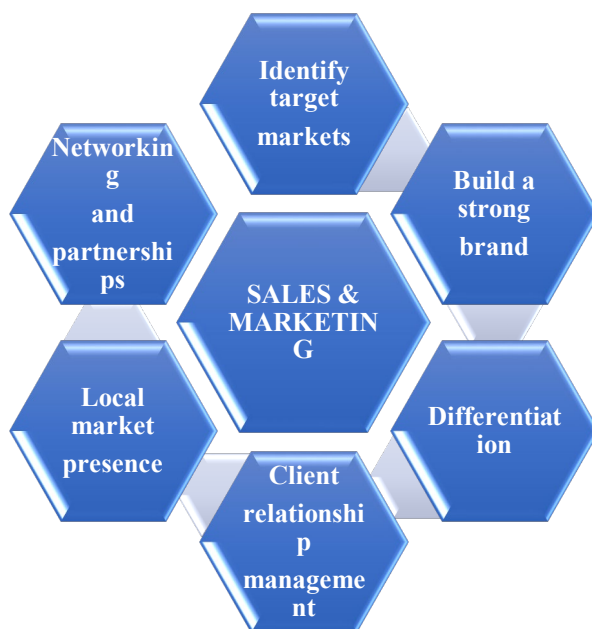 Identify
target
markets
Build a
strong
brand
Differentiat
ion
Client
relationshi
p
manageme
nt
Local
market
presence
Networkin
g
and
partnershi
ps
SALES &
MARKETIN
G